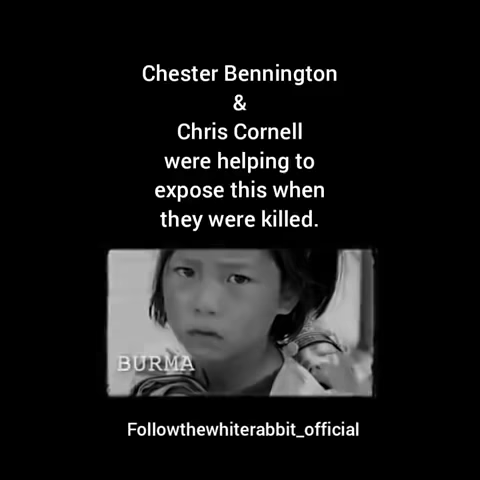 Chester Bennington
&
Chris Cornell
were helping to
expose this when
they were killed.
BURMA
Followthewhiterabbit_official